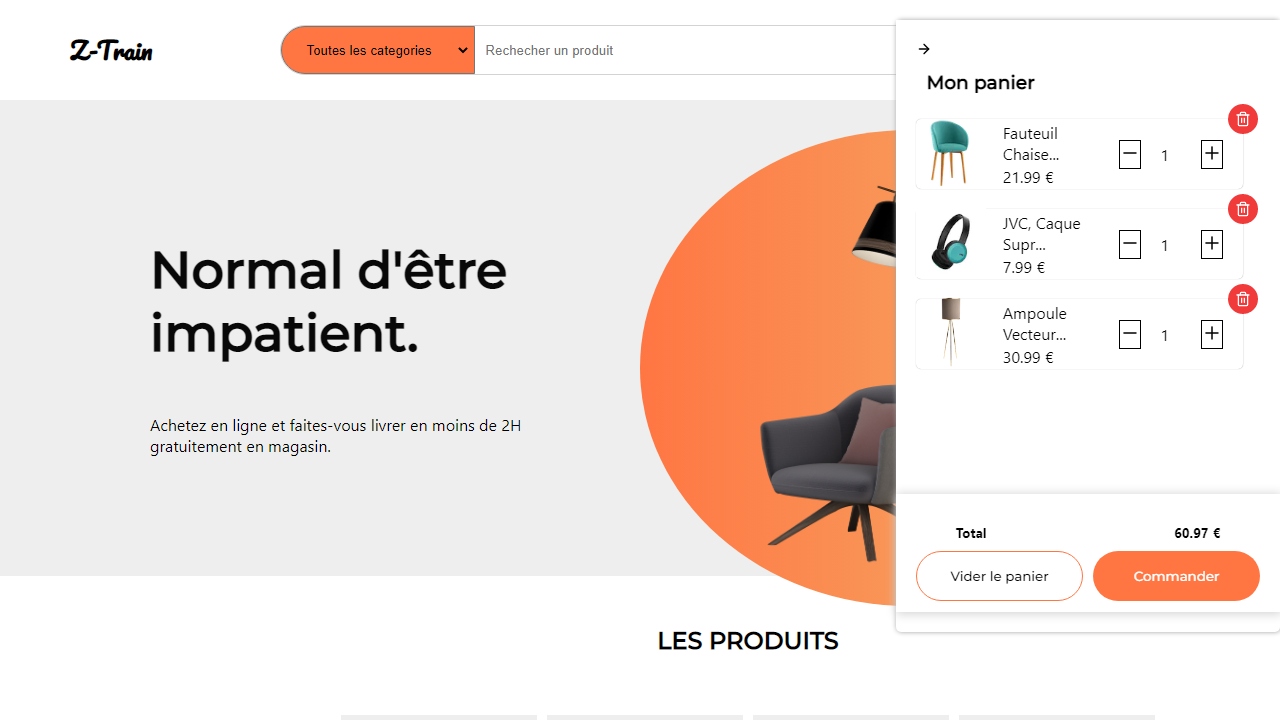 Z-Train
Toutes les categories
Rechecher un produit
Normal d'être
impatient.
Achetez en ligne et faites-vous livrer en moins de 2H
gratuitement en magasin.
LES PRODUITS
Mon panier
Fauteuil
Chaise...
21.99 €
1
JVC, Caque
Supr...
7.99 €
1
Ampoule
Vecteur...
30.99 €
1
Total
60.97 €
Vider le panier
Commander